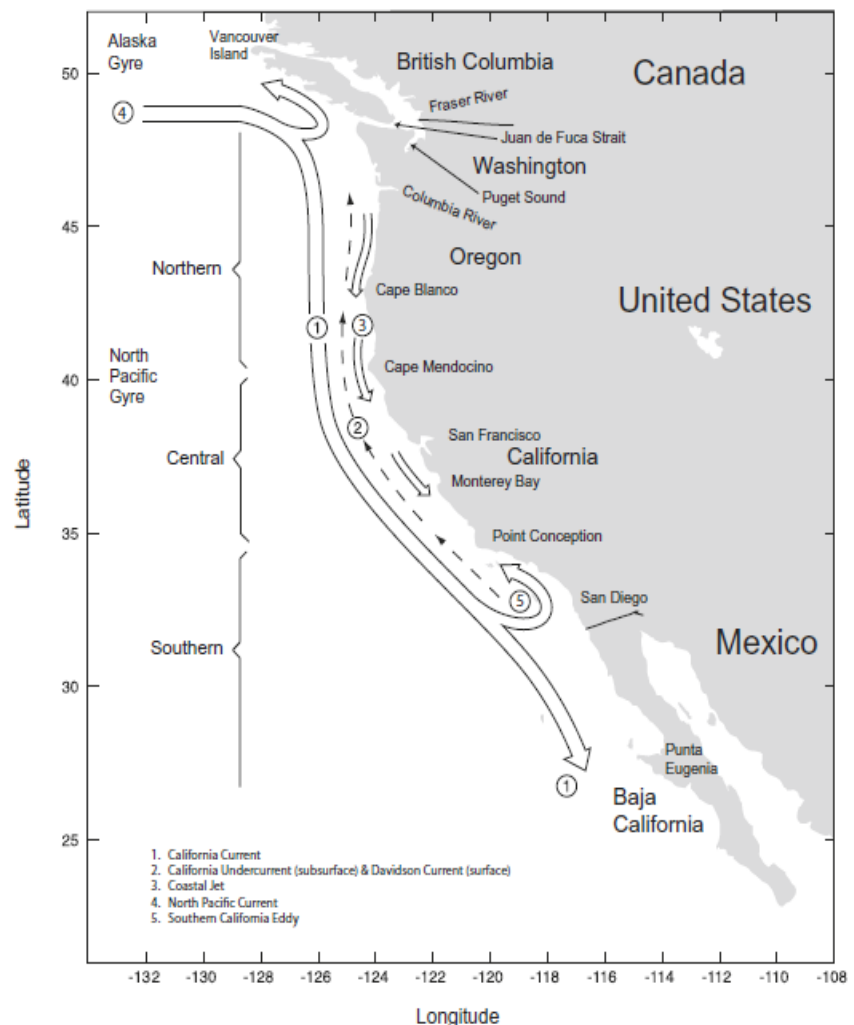 Alaska
Gyre
Vancouver
Island
British Columbia
Canada
50
4
Fraser River
Juan de Fuca Strait
Washington
Puget Sound
Columbia River
45
Oregon
Northern
Cape Blanco
United States
1
3
North
Pacific
Gyre
Cape Mendocino
40
2
San Francisco
California
Central
Monterey Bay
Latitude
35
Point Conception
5
San Diego
Southern
Mexico
30
Punta
Eugenia
1
Baja
California
25
1. California Current
2. California Undercurrent (subsurface) & Davidson Current (surface)
3. Coastal Jet
4. North Pacific Current
5. Southern California Eddy
-132 -130 -128 -126 -124 -122 -120 -118 -116 -114 -112 -110 -108
Longitude